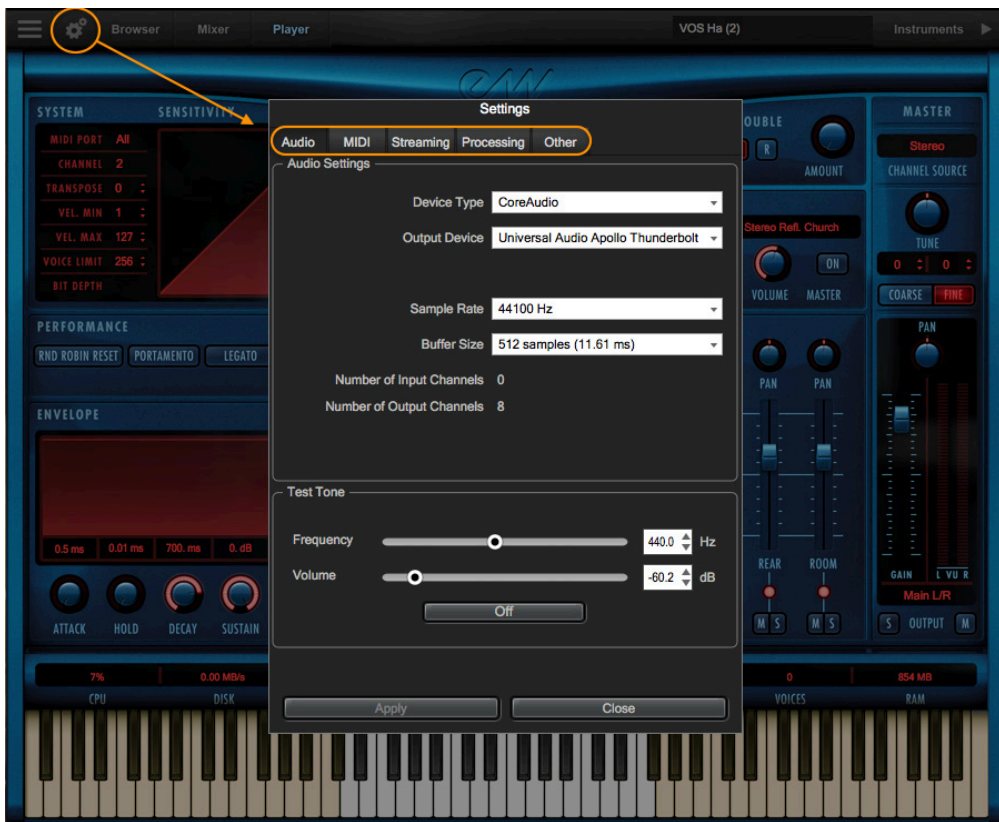 Browser Mixer Player VOS Ha (2) Instruments
EW
SYSTEM SENSITIVITY
MIDI PORT All
CHANNEL 2
TRANSPOSE 0
VEL. MIN 1
VEL. MAX 127
VOICE LIMIT 256
BIT DEPTH
PERFORMANCE
RND ROBIN RESET PORTAMENTO LEGATO
ENVELOPE
0.5 ms 0.01 ms 700. ms 0. dB
ATTACK HOLD DECAY SUSTAIN
Settings
Audio MIDI Streaming Processing Other
Audio Settings
Device Type CoreAudio
Output Device Universal Audio Apollo Thunderbolt
Sample Rate 44100 Hz
Buffer Size 512 samples (11.61 ms)
Number of Input Channels 0
Number of Output Channels 8
Test Tone
Frequency 440.0 Hz
Volume -60.2 dB
Off
Apply Close
OUBLE
R
AMOUNT
Stereo Refl. Church
ON
VOLUME MASTER
PAN PAN
REAR ROOM
M S M S
MASTER
Stereo
CHANNEL SOURCE
TUNE
0 0
COARSE FINE
PAN
GAIN L VU R
Main L/R
S OUTPUT M
7% 0.00 MB/s 0 854 MB
CPU DISK VOICES RAM